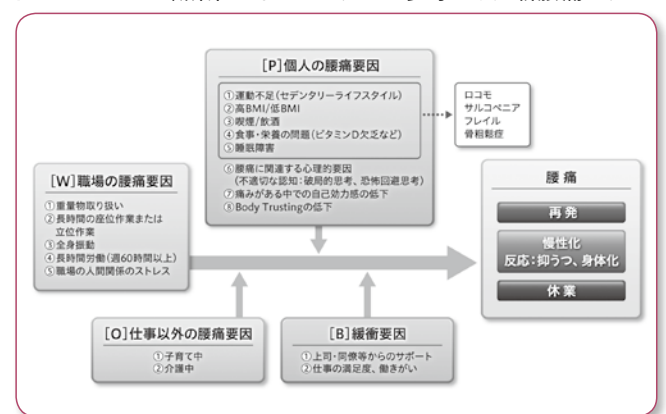 [P]個人の腰痛要因
①運動不足(セデンタリーライフスタイル)
②高BMI/低BMI
③喫煙/飲酒
④食事・栄養の問題(ビタミンD欠乏など)
⑤睡眠障害
⑥腰痛に関連する心理的要因
(不適切な認知:破局的思考、恐怖回避思考)
⑦痛みがある中での自己効力感の低下
⑧Body Trustingの低下
ロコモ
サルコペニア
フレイル
骨粗鬆症
[W]職場の腰痛要因
①重量物取り扱い
②長時間の座位作業または
立位作業
③全身振動
④長時間労働(週60時間以上)
⑤職場の人間関係のストレス
腰痛
再発
慢性化
反応:抑うつ、身体化
休業
[O]仕事以外の腰痛要因
①子育て中
②介護中
[B]緩衝要因
①上司・同僚等からのサポート
②仕事の満足度、働きがい